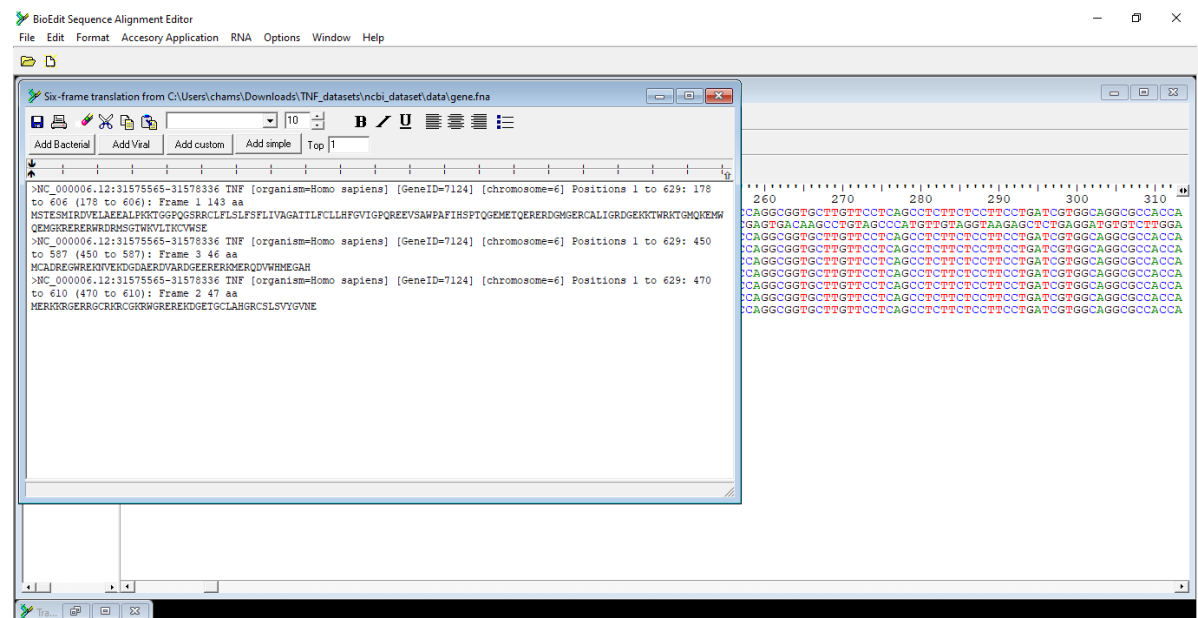 BioEdit Sequence Alignment Editor
File Edit Format Accesory Application RNA Options Window Help
Six-frame translation from C:\Users\chams\Downloads\TNF_datasets\ncbi_dataset\data\gene.fna
10 B I U
Add Bacterial Add Viral Add custom Add simple Top 1
>NC_000006.12:31575565-31578336 TNF [organism=Homo sapiens] [GeneID=7124] [chromosome=6] Positions 1 to 629: 178
to 606 (178 to 606): Frame 1 143 aa
MSTESMIRDVELAEEALPKKTGGPQGSRRCLFLSLFSFLIVAGATTLFCLLHFGVIGPQREEVSAWPAFIHSPTQGEMETQERERDGMGERCALIGRDGEKKTWRKTGMQKEMW
QEMGKRERERWRDRMSGTWKVLTKCVWSE
>NC_000006.12:31575565-31578336 TNF [organism=Homo sapiens] [GeneID=7124] [chromosome=6] Positions 1 to 629: 450
to 587 (450 to 587): Frame 3 46 aa
MCADREGWREKNVEKDGDAERDVARDGEERERKMERQDVWHMEGAH
>NC_000006.12:31575565-31578336 TNF [organism=Homo sapiens] [GeneID=7124] [chromosome=6] Positions 1 to 629: 470
to 610 (470 to 610): Frame 2 47 aa
MERKKRGERRGCRKRCGKRWGREREKDGETGCLAHGRCSLSVYGVNE
260 270 280 290 300 310
CCAGGCGGTGCTTGTTCCTCAGCCTCTTCTCCTTCCTGATCGTGGCAGGCGCCACCA
CGAGTGACAAGCCTGTAGCCCATGTTGTAGGTAAGAGCTCTGAGGATGTGTCTTGGA
CCAGGCGGTGCTTGTTCCTCAGCCTCTTCTCCTTCCTGATCGTGGCAGGCGCCACCA
CCAGGCGGTGCTTGTTCCTCAGCCTCTTCTCCTTCCTGATCGTGGCAGGCGCCACCA
CCAGGCGGTGCTTGTTCCTCAGCCTCTTCTCCTTCCTGATCGTGGCAGGCGCCACCA
CCAGGCGGTGCTTGTTCCTCAGCCTCTTCTCCTTCCTGATCGTGGCAGGCGCCACCA
CCAGGCGGTGCTTGTTCCTCAGCCTCTTCTCCTTCCTGATCGTGGCAGGCGCCACCA
CCAGGCGGTGCTTGTTCCTCAGCCTCTTCTCCTTCCTGATCGTGGCAGGCGCCACCA
CCAGGCGGTGCTTGTTCCTCAGCCTCTTCTCCTTCCTGATCGTGGCAGGCGCCACCA
Tra...